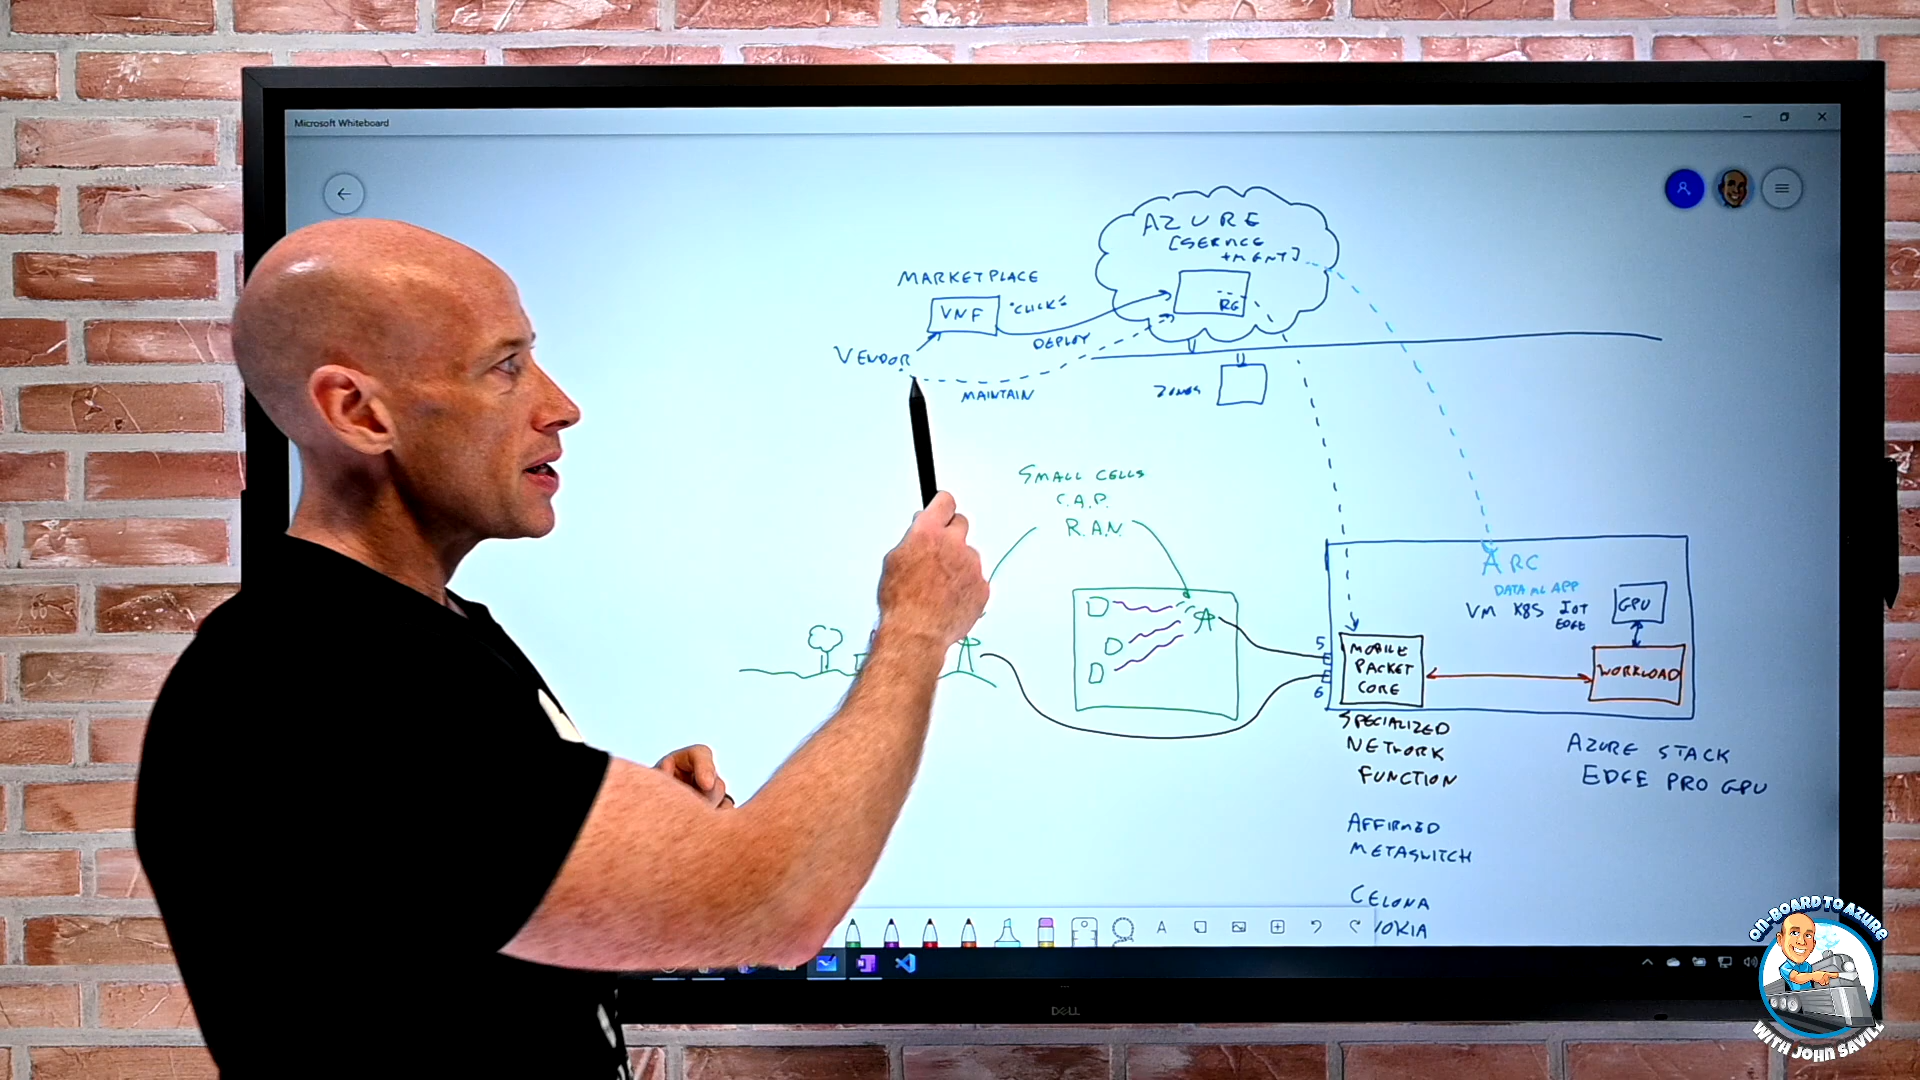 Microsoft Whiteboard
AZURE
[SERVICE
+MGMT]
RG
MARKETPLACE
VNF
"CLICK"
DEPLOY
VENDOR
MAINTAIN
ZONES
SMALL CELLS
C.A.P.
R.A.N.
ARC
DATA ML APP
VM K8S IOT
EDGE
GPU
5
6
MOBILE
PACKET
CORE
WORKLOAD
SPECIALIZED
NETWORK
FUNCTION
AZURE STACK
EDGE PRO GPU
AFFIRMED
METASWITCH
CELONA
NOKIA
A
DELL
ON-BOARD TO AZURE
WITH JOHN SAVILL